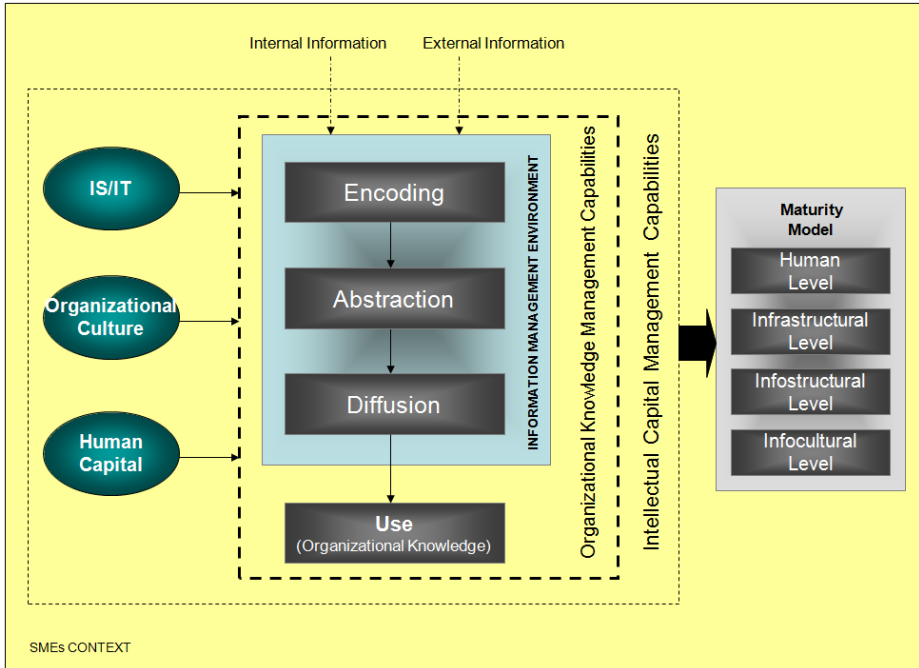 Internal Information
External Information
IS/IT
Organizational
Culture
Human
Capital
Encoding
Abstraction
Diffusion
Use
(Organizational Knowledge)
INFORMATION MANAGEMENT ENVIRONMENT
Organizational Knowledge Management Capabilities
Intellectual Capital Management Capabilities
Maturity
Model
Human
Level
Infrastructural
Level
Infostructural
Level
Infocultural
Level
SMEs CONTEXT